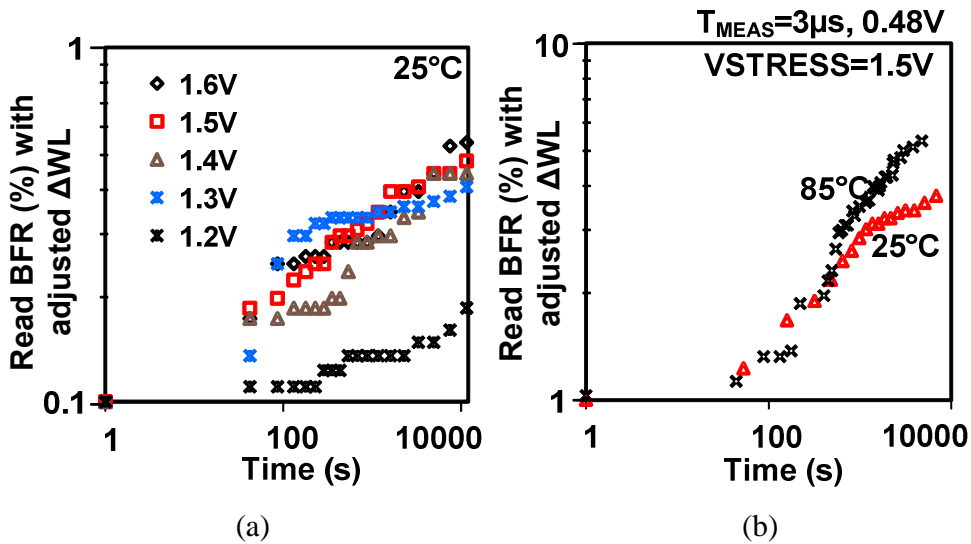 T_MEAS=3µs, 0.48V
1
25°C
1.6V
1.5V
1.4V
1.3V
1.2V
0.1
1
100
10000
Time (s)
Read BFR (%) with
adjusted ΔWL
(a)
10
VSTRESS=1.5V
85°C
25°C
1
1
100
10000
Time (s)
Read BFR (%) with
adjusted ΔWL
(b)